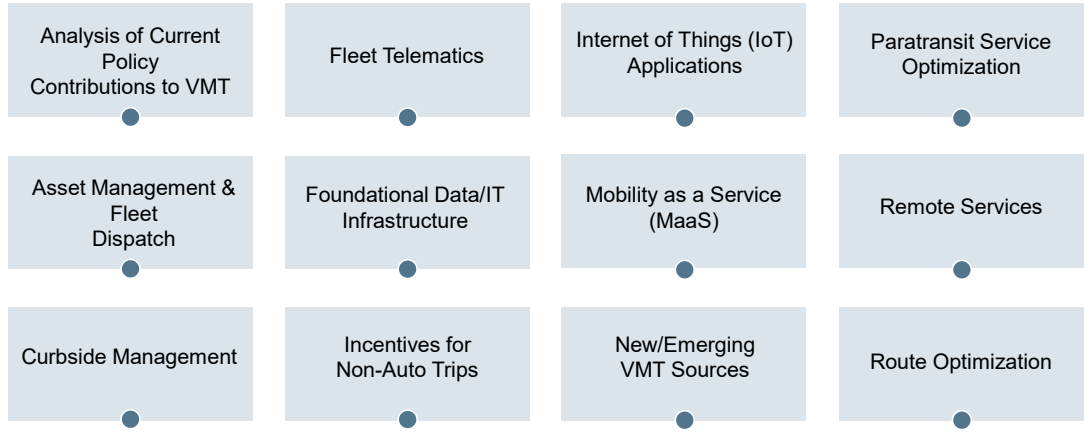 Analysis of Current
Policy
Contributions to VMT
Fleet Telematics
Internet of Things (IoT)
Applications
Paratransit Service
Optimization
Asset Management &
Fleet
Dispatch
Foundational Data/IT
Infrastructure
Mobility as a Service
(MaaS)
Remote Services
Curbside Management
Incentives for
Non-Auto Trips
New/Emerging
VMT Sources
Route Optimization